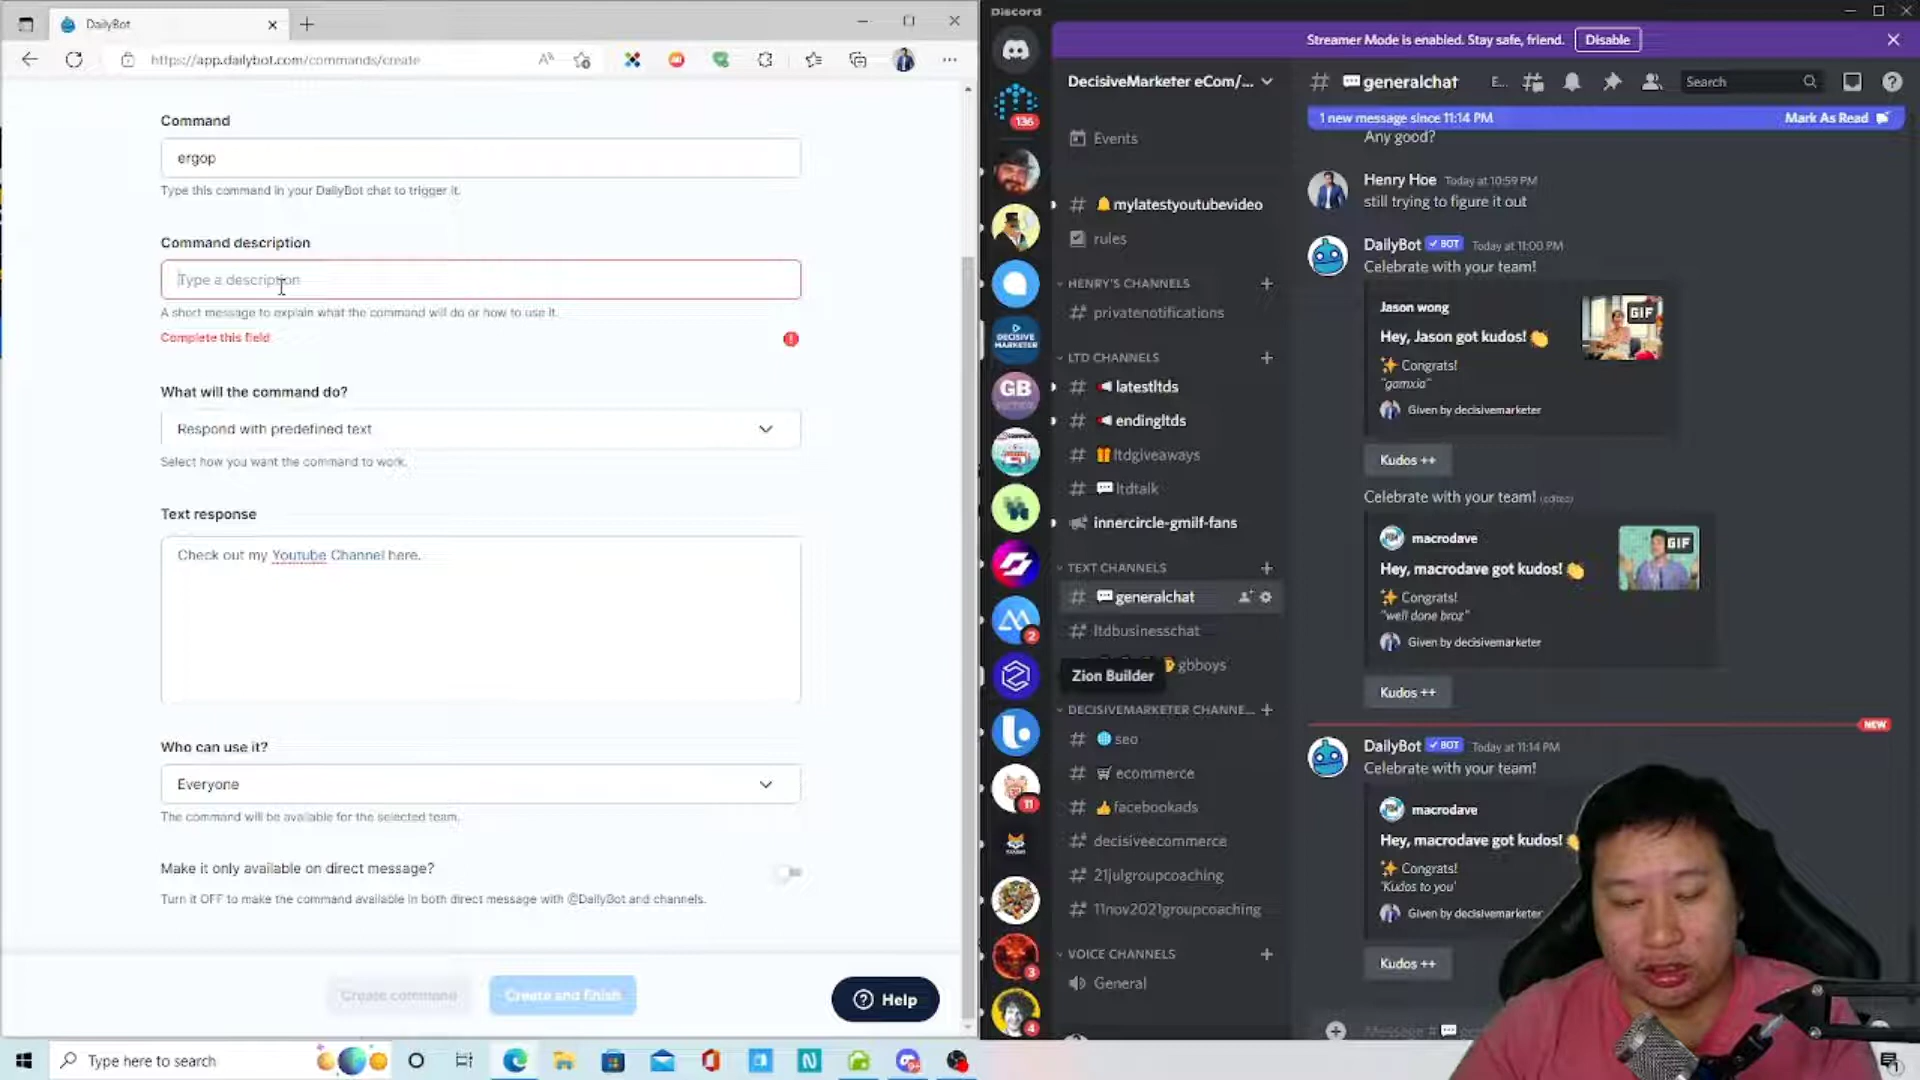 DailyBot
https://app.dailybot.com/commands/create
Command
ergop
Type this command in your DailyBot chat to trigger it.
Command description
Type a description
A short message to explain what the command will do or how to use it.
Complete this field
What will the command do?
Respond with predefined text
Select how you want the command to work.
Text response
Check out my Youtube Channel here.
Who can use it?
Everyone
The command will be available for the selected team.
Make it only available on direct message?
Turn it OFF to make the command available in both direct message with @DailyBot and channels.
Create command
Create and finish
Help
Type here to search
Discord
Streamer Mode is enabled. Stay safe, friend.
Disable
136
DECISIVE
MARKETER
GB
2
11
3
4
DecisiveMarketer eCom/...
Events
mylatestyoutubevideo
rules
HENRY'S CHANNELS
privatenotifications
LTD CHANNELS
latestltds
endingltds
ltdgiveaways
ltdtalk
innercircle-gmilf-fans
TEXT CHANNELS
generalchat
ltdbusinesschat
gbboys
Zion Builder
DECISIVEMARKETER CHANNE...
seo
ecommerce
facebookads
decisiveecommerce
21julgroupcoaching
11nov2021groupcoaching
VOICE CHANNELS
General
generalchat
E...
Search
1 new message since 11:14 PM
Mark As Read
Any good?
Henry Hoe Today at 10:59 PM
still trying to figure it out
DailyBot BOT Today at 11:00 PM
Celebrate with your team!
Jason wong
Hey, Jason got kudos!
GIF
Congrats!
"gamxia"
Given by decisivemarketer
Kudos ++
Celebrate with your team! (edited)
macrodave
Hey, macrodave got kudos!
GIF
Congrats!
"well done broz"
Given by decisivemarketer
Kudos ++
NEW
DailyBot BOT Today at 11:14 PM
Celebrate with your team!
macrodave
Hey, macrodave got kudos!
Congrats!
"Kudos to you"
Given by decisivemarketer
Kudos ++
Message #